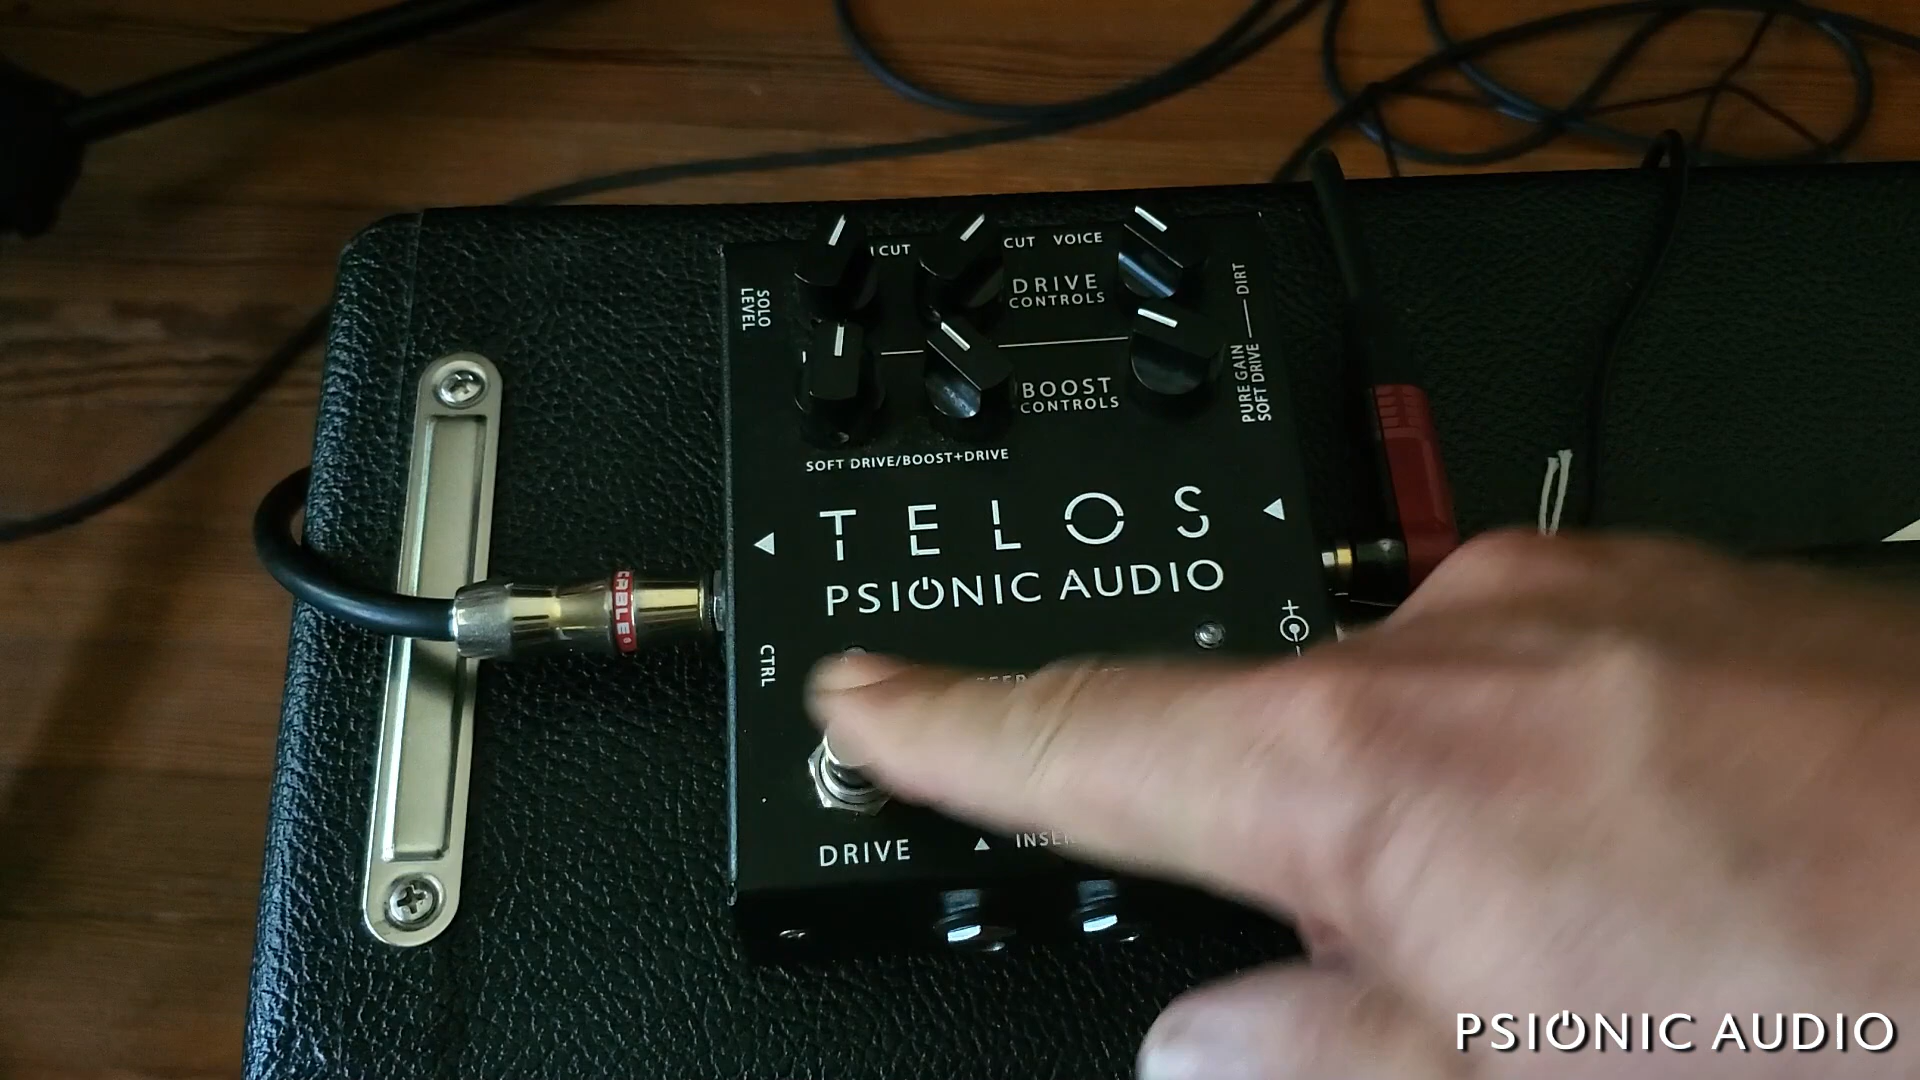 CUT CUT VOICE
DRIVE
CONTROLS
SOLO
LEVEL
DIRT
BOOST
CONTROLS
PURE GAIN
SOFT DRIVE
SOFT DRIVE/BOOST+DRIVE
TELOS
PSIONIC AUDIO
CABLE
CTRL
DRIVE
PSIONIC AUDIO